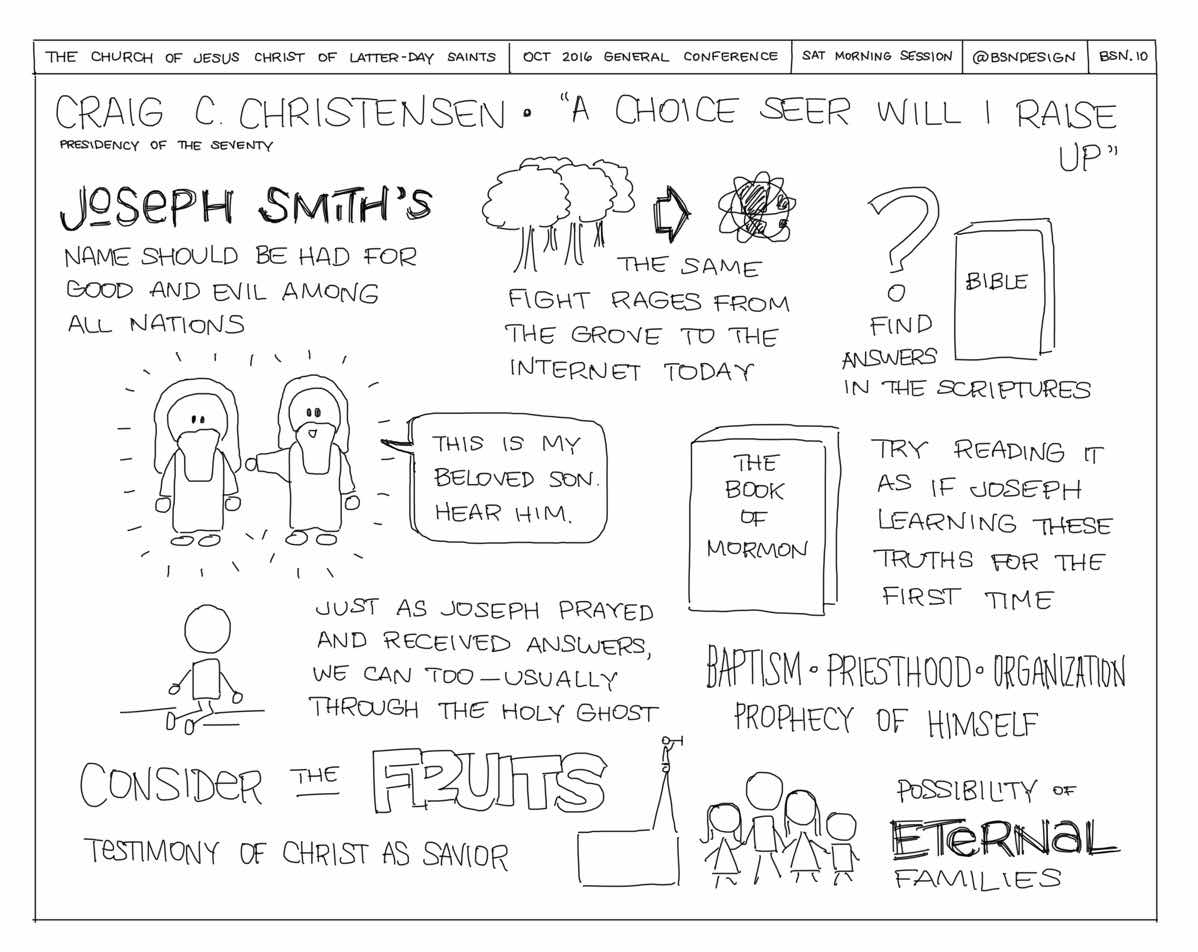 THE CHURCH OF JESUS CHRIST OF LATTER-DAY SAINTS
OCT 2016 GENERAL CONFERENCE
SAT MORNING SESSION
@BSNDESIGN
BSN.10
CRAIG C. CHRISTENSEN • "A CHOICE SEER WILL I RAISE
UP"
PRESIDENCY OF THE SEVENTY
JOSEPH SMITH'S
NAME SHOULD BE HAD FOR
GOOD AND EVIL AMONG
ALL NATIONS
THE SAME
FIGHT RAGES FROM
THE GROVE TO THE
INTERNET TODAY
?
BIBLE
FIND
ANSWERS
IN THE SCRIPTURES
THIS IS MY
BELOVED SON.
HEAR HIM.
THE
BOOK
OF
MORMON
TRY READING IT
AS IF JOSEPH
LEARNING THESE
TRUTHS FOR THE
FIRST TIME
JUST AS JOSEPH PRAYED
AND RECEIVED ANSWERS,
WE CAN TOO—USUALLY
THROUGH THE HOLY GHOST
BAPTISM • PRIESTHOOD • ORGANIZATION
PROPHECY OF HIMSELF
CONSIDER THE FRUITS
TESTIMONY OF CHRIST AS SAVIOR
POSSIBILITY OF
ETERNAL
FAMILIES